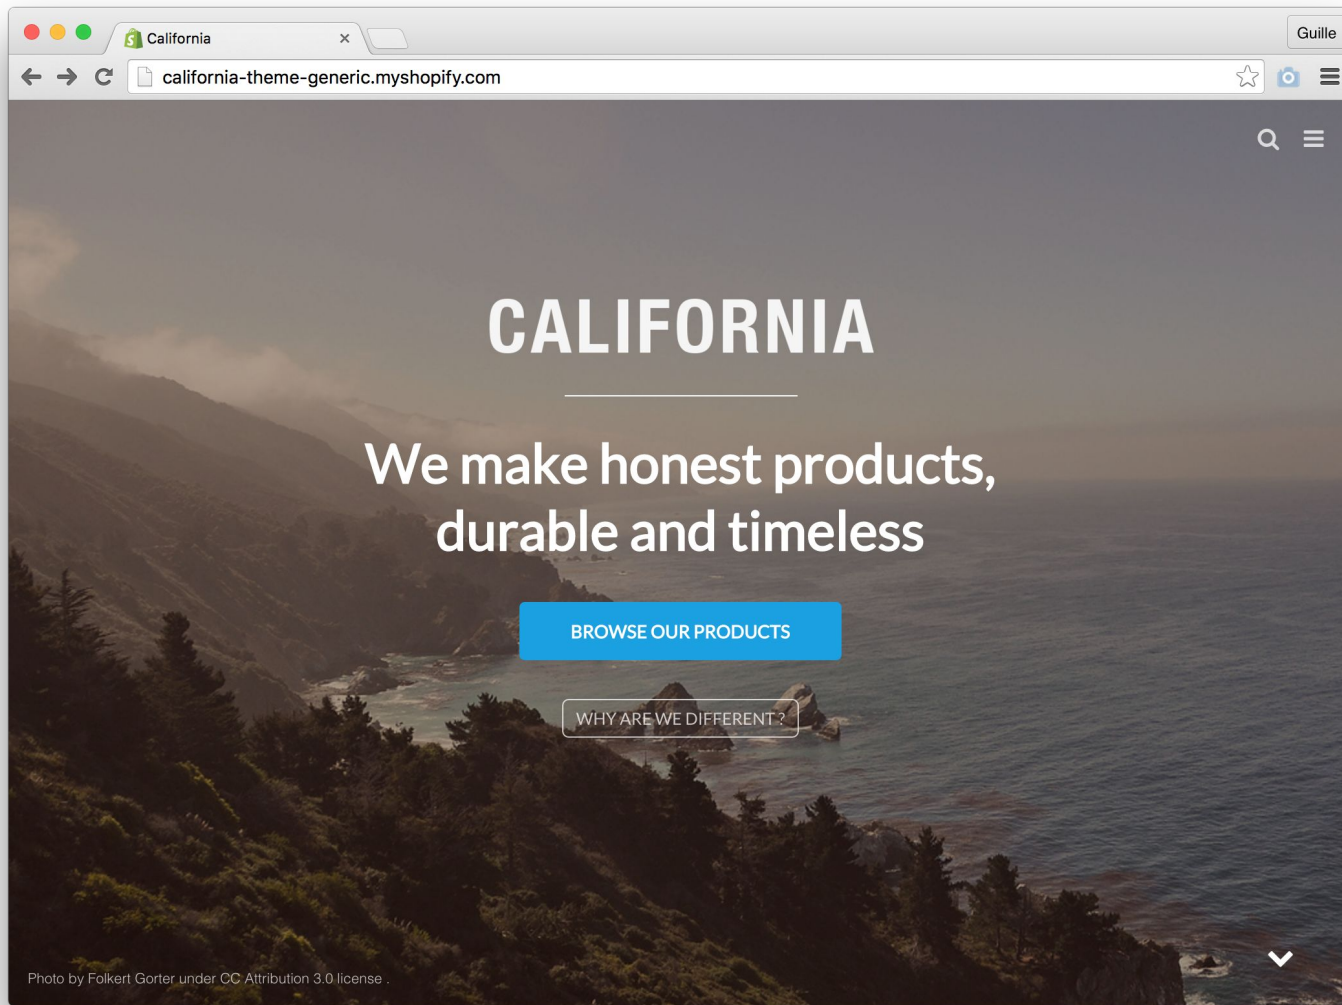 California
Guille
california-theme-generic.myshopify.com
CALIFORNIA
We make honest products,
durable and timeless
BROWSE OUR PRODUCTS
WHY ARE WE DIFFERENT ?
Photo by Folkert Gorter under CC Attribution 3.0 license .